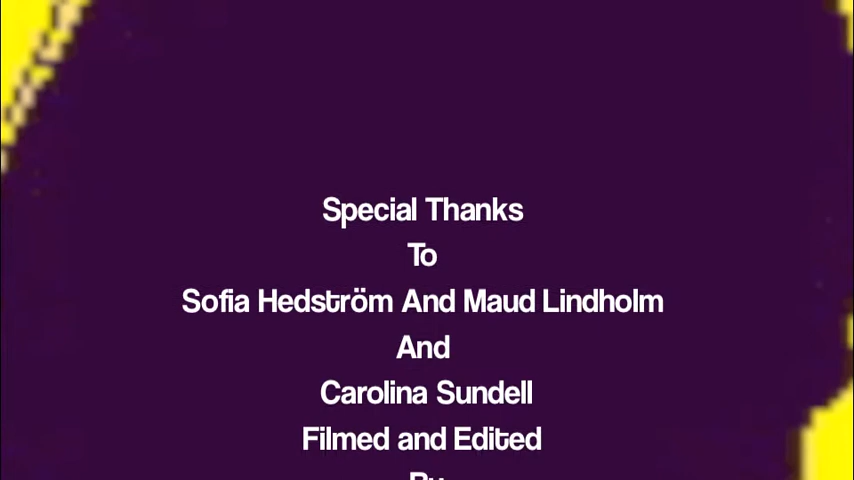 Special Thanks
To
Sofia Hedström And Maud Lindholm
And
Carolina Sundell
Filmed and Edited